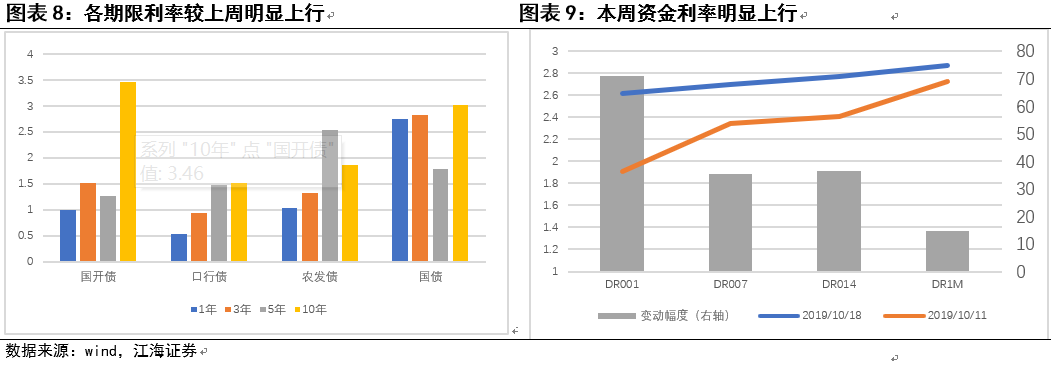 图表 8：各期限利率较上周明显上行
图表 9：本周资金利率明显上行
4
3.5
3
2.5
2
1.5
1
0.5
0
系列 "10年" 点 "国开债"
值: 3.46
国开债
口行债
农发债
国债
1年
3年
5年
10年
3
2.8
2.6
2.4
2.2
2
1.8
1.6
1.4
1.2
1
80
70
60
50
40
30
20
10
0
DR001
DR007
DR014
DR1M
变动幅度（右轴）
2019/10/18
2019/10/11
数据来源：wind，江海证券